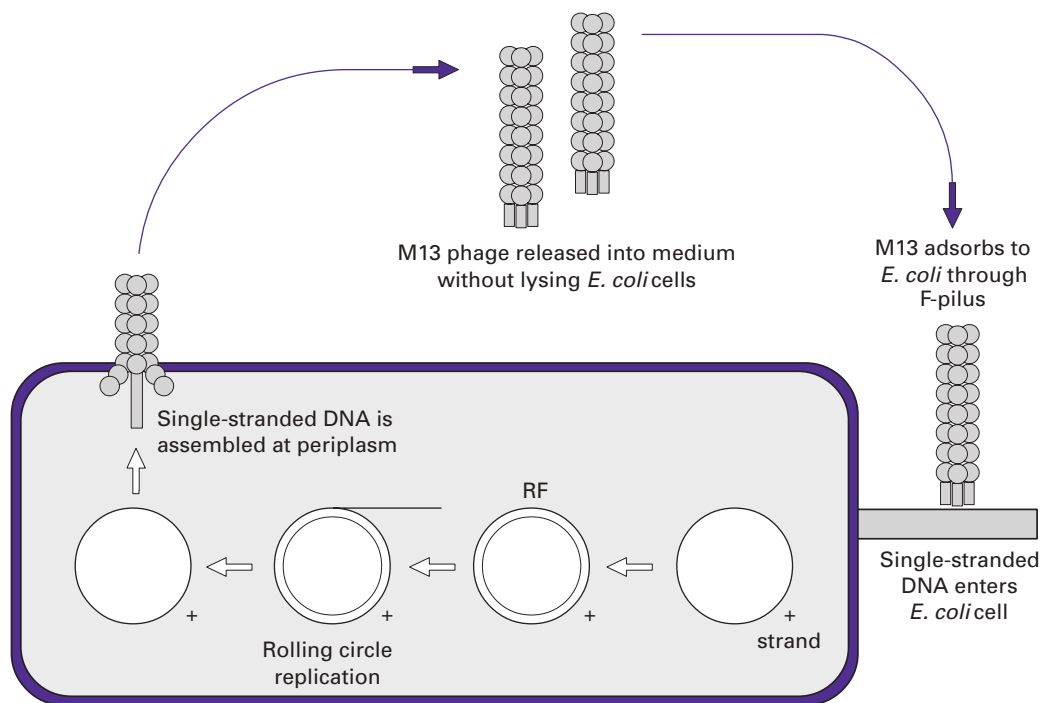 M13 phage released into medium
without lysing E. coli cells
M13 adsorbs to
E. coli through
F-pilus
Single-stranded DNA is
assembled at periplasm
RF
+
+
+
+
strand
Rolling circle
replication
Single-stranded
DNA enters
E. coli cell